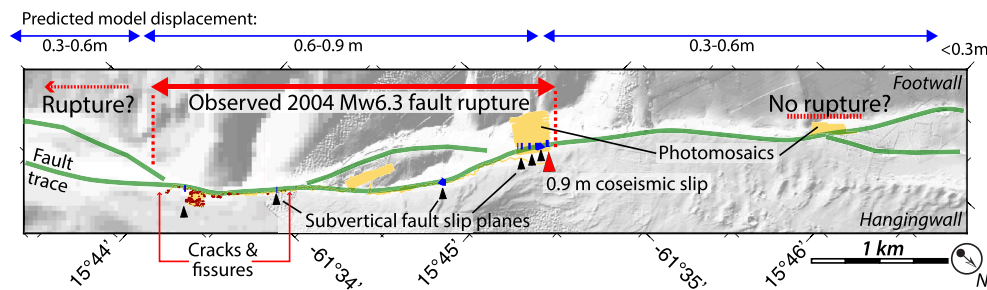 Predicted model displacement:
0.3-0.6m
0.6-0.9 m
0.3-0.6m
<0.3m
Footwall
Rupture?
Observed 2004 Mw6.3 fault rupture
No rupture?
Fault
trace
Photomosaics
0.9 m coseismic slip
Subvertical fault slip planes
Hangingwall
Cracks &
fissures
1 km
15°44'
-61°34'
15°45'
-61°35'
15°46'
N